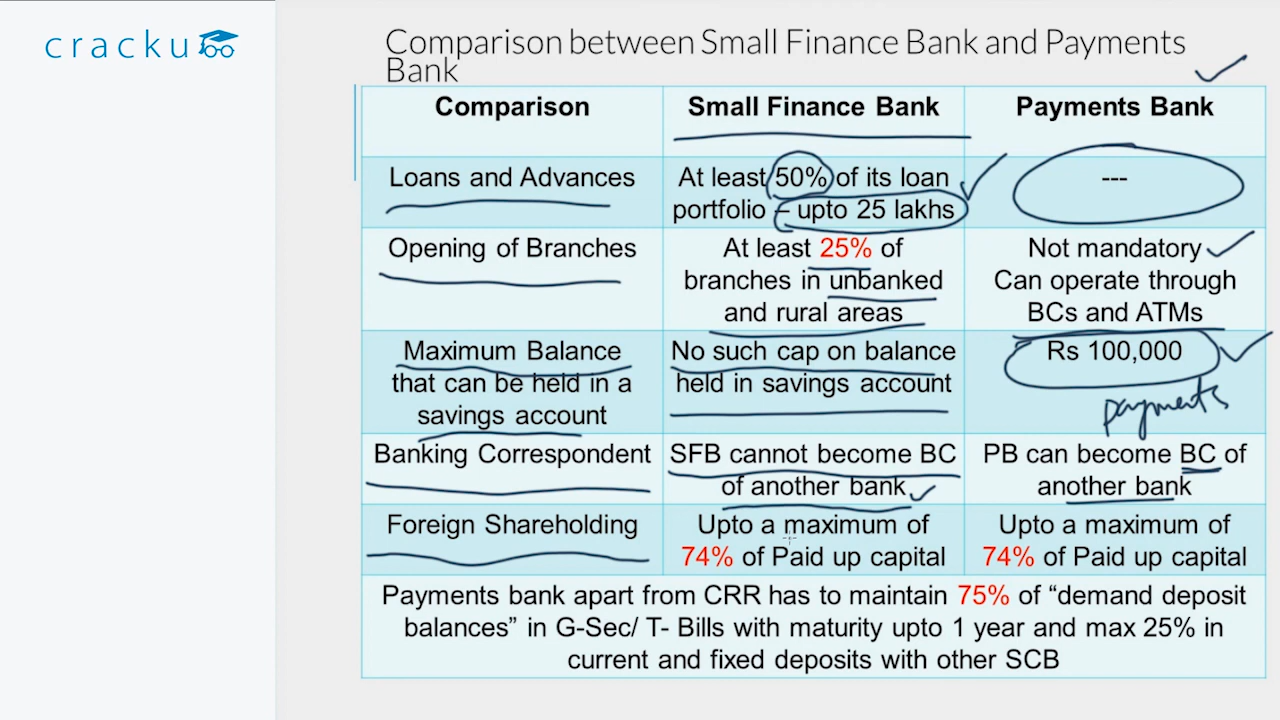 cracku
Comparison between Small Finance Bank and Payments
Bank
Comparison
Small Finance Bank
Payments Bank
Loans and Advances
At least 50% of its loan
portfolio – upto 25 lakhs
---
Opening of Branches
At least 25% of
branches in unbanked
and rural areas
Not mandatory
Can operate through
BCs and ATMs
Maximum Balance
that can be held in a
savings account
No such cap on balance
held in savings account
Rs 100,000
payments
Banking Correspondent
SFB cannot become BC
of another bank
PB can become BC of
another bank
Foreign Shareholding
Upto a maximum of
74% of Paid up capital
Upto a maximum of
74% of Paid up capital
Payments bank apart from CRR has to maintain 75% of “demand deposit
balances” in G-Sec/ T- Bills with maturity upto 1 year and max 25% in
current and fixed deposits with other SCB